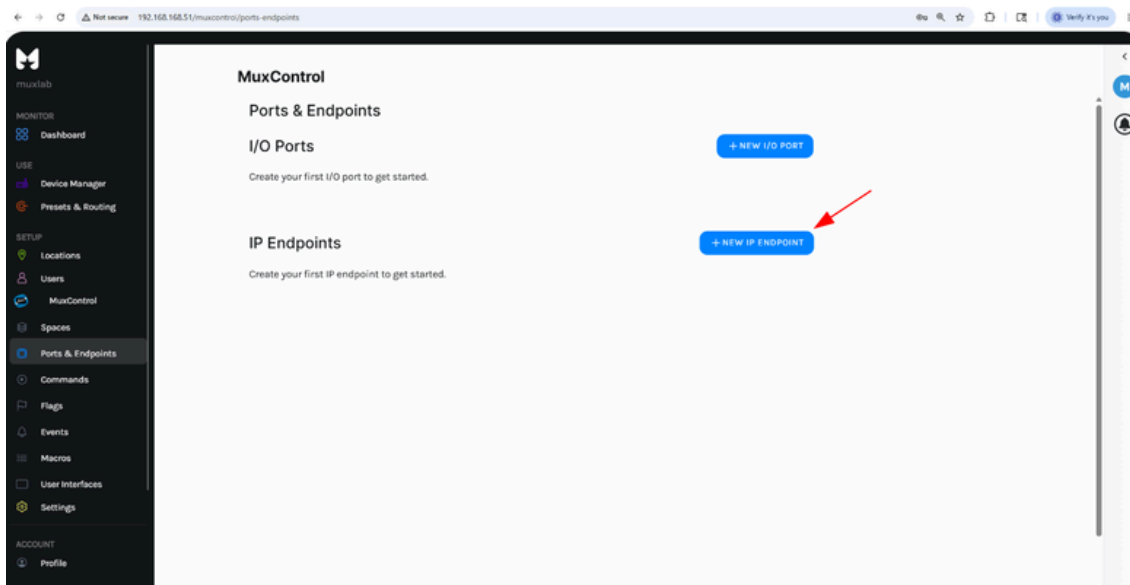 Not secure 192.168.168.51/muxcontrol/ports-endpoints
Verify it's you
muxlab
MONITOR
Dashboard
USE
Device Manager
Presets & Routing
SETUP
Locations
Users
MuxControl
Spaces
Ports & Endpoints
Commands
Flags
Events
Macros
User Interfaces
Settings
ACCOUNT
Profile
MuxControl
Ports & Endpoints
I/O Ports
+ NEW I/O PORT
Create your first I/O port to get started.
IP Endpoints
+ NEW IP ENDPOINT
Create your first IP endpoint to get started.
M